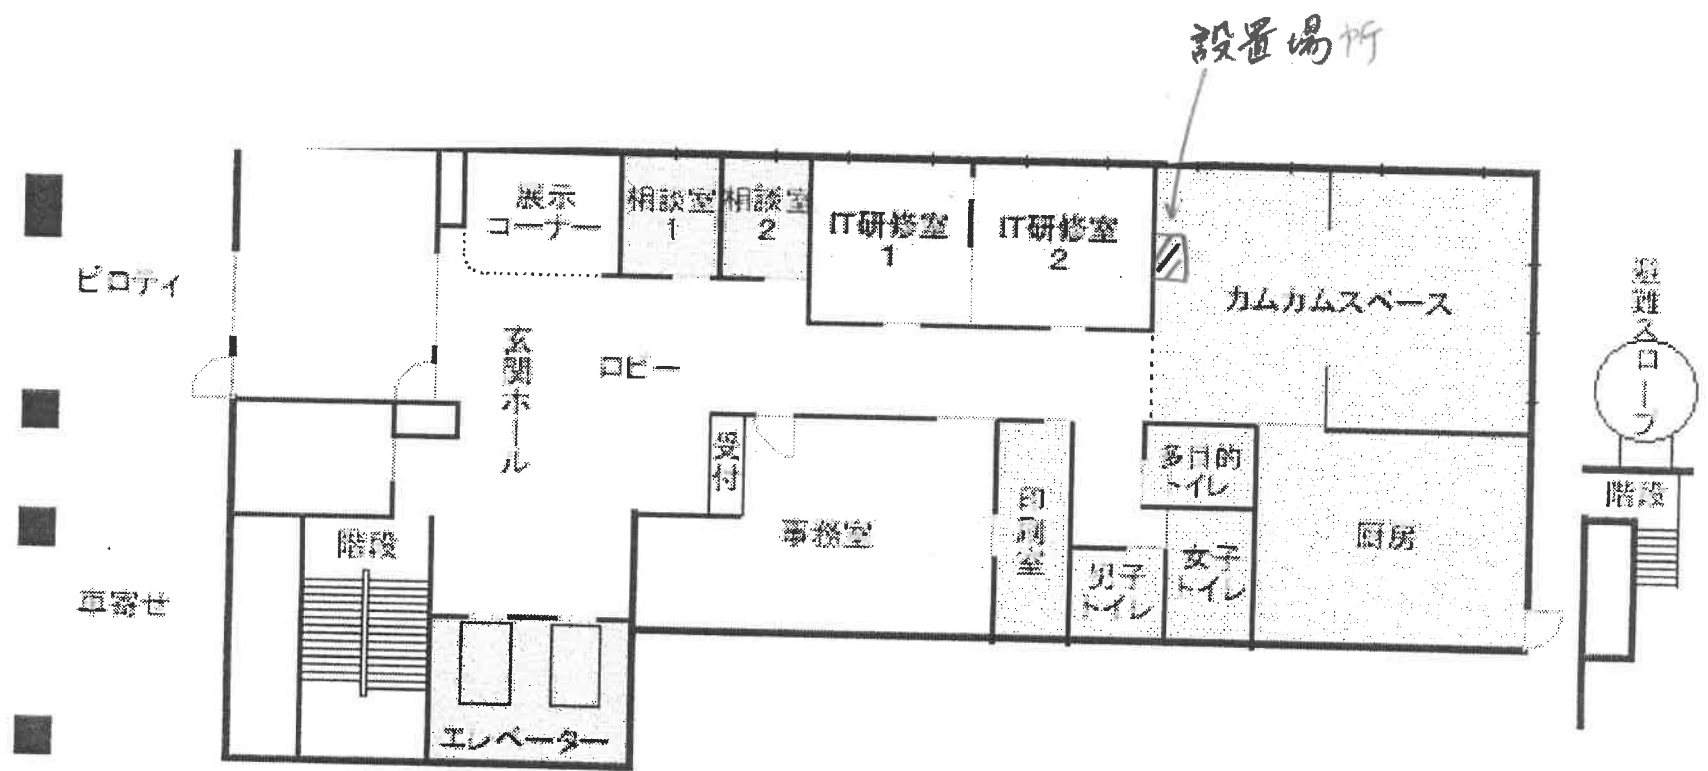 設置場所
展示
コーナー
相談室
1
相談室
2
IT研修室
1
IT研修室
2
ピロティ
カムカムスペース
避難スロープ
玄関ホール
ロビー
受付
多目的
トイレ
階段
印刷室
事務室
厨房
階段
女子
トイレ
男子
トイレ
車寄せ
エレベーター